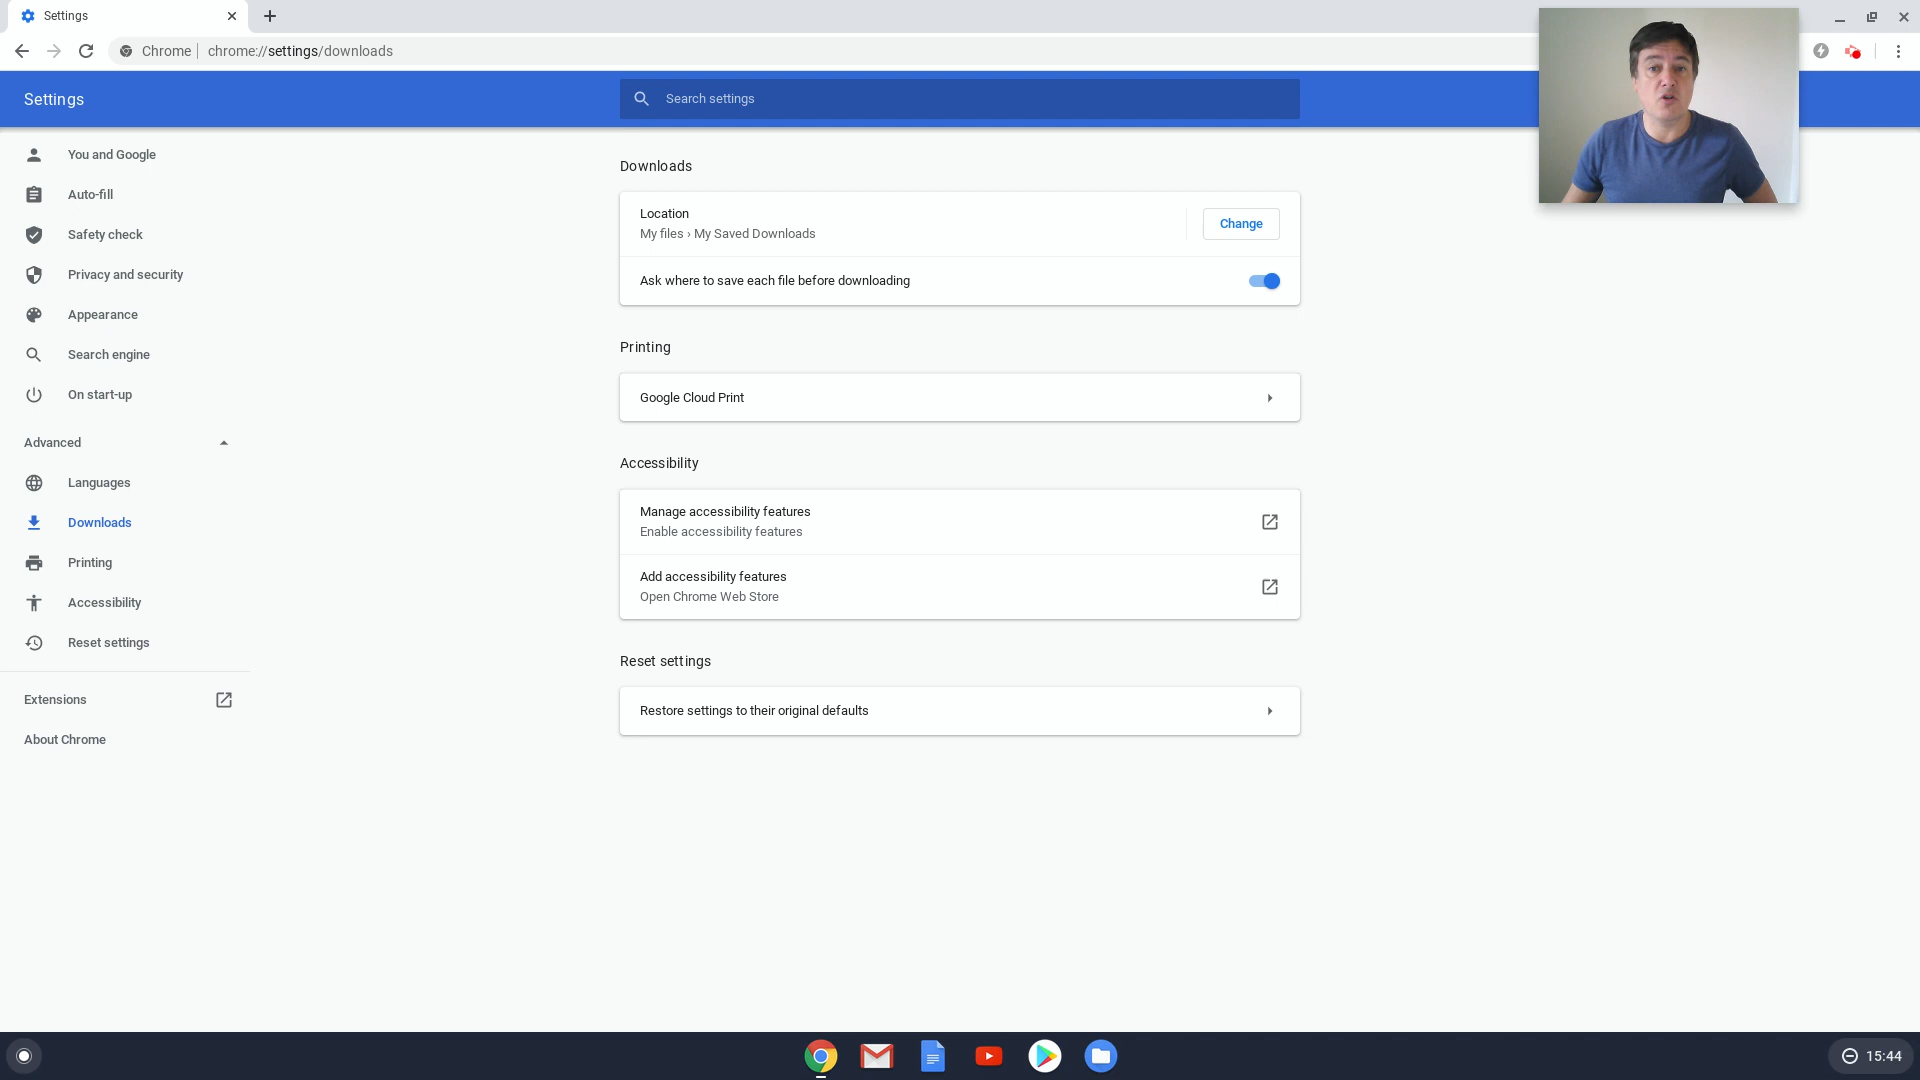 Settings
Chrome
chrome://settings/downloads
Settings
Search settings
You and Google
Auto-fill
Safety check
Privacy and security
Appearance
Search engine
On start-up
Advanced
Languages
Downloads
Printing
Accessibility
Reset settings
Extensions
About Chrome
Downloads
Location
My files › My Saved Downloads
Change
Ask where to save each file before downloading
Printing
Google Cloud Print
Accessibility
Manage accessibility features
Enable accessibility features
Add accessibility features
Open Chrome Web Store
Reset settings
Restore settings to their original defaults
15:44